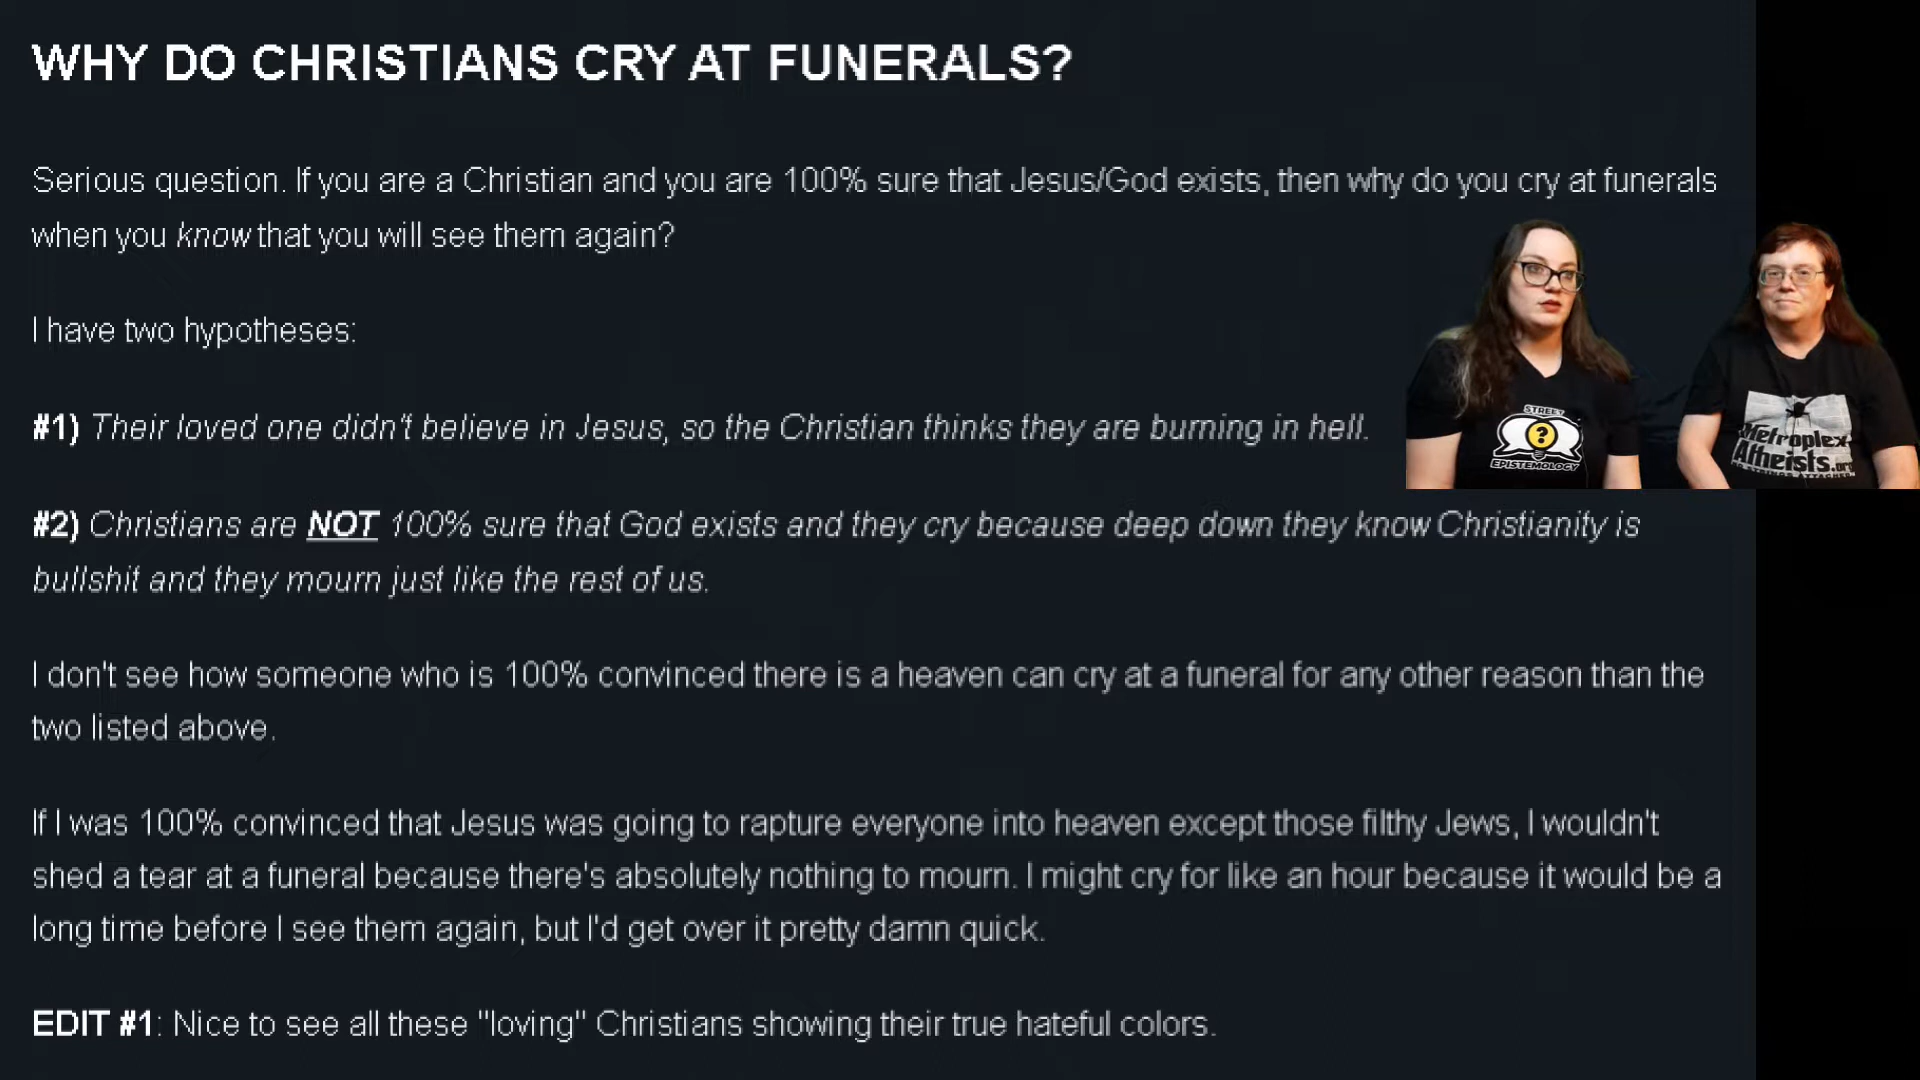 WHY DO CHRISTIANS CRY AT FUNERALS?
Serious question. If you are a Christian and you are 100% sure that Jesus/God exists, then why do you cry at funerals
when you know that you will see them again?
I have two hypotheses:
#1) Their loved one didn't believe in Jesus, so the Christian thinks they are burning in hell.
STREET
?
EPISTEMOLOGY
Metroplex
Atheists.org
#2) Christians are NOT 100% sure that God exists and they cry because deep down they know Christianity is
bullshit and they mourn just like the rest of us.
I don't see how someone who is 100% convinced there is a heaven can cry at a funeral for any other reason than the
two listed above.
If I was 100% convinced that Jesus was going to rapture everyone into heaven except those filthy Jews, I wouldn't
shed a tear at a funeral because there's absolutely nothing to mourn. I might cry for like an hour because it would be a
long time before I see them again, but I'd get over it pretty damn quick.
EDIT #1: Nice to see all these "loving" Christians showing their true hateful colors.